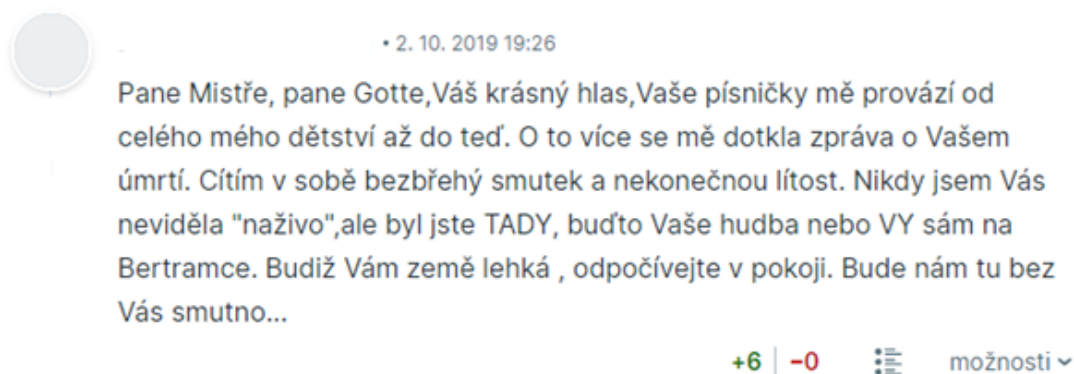 • 2. 10. 2019 19:26
Pane Mistře, pane Gotte,Váš krásný hlas,Vaše písničky mě provází od
celého mého dětství až do teď. O to více se mě dotkla zpráva o Vašem
úmrtí. Cítím v sobě bezbřehý smutek a nekonečnou lítost. Nikdy jsem Vás
neviděla "naživo",ale byl jste TADY, buďto Vaše hudba nebo VY sám na
Bertramce. Budiž Vám země lehká , odpočívejte v pokoji. Bude nám tu bez
Vás smutno...
+6 −0 možnosti